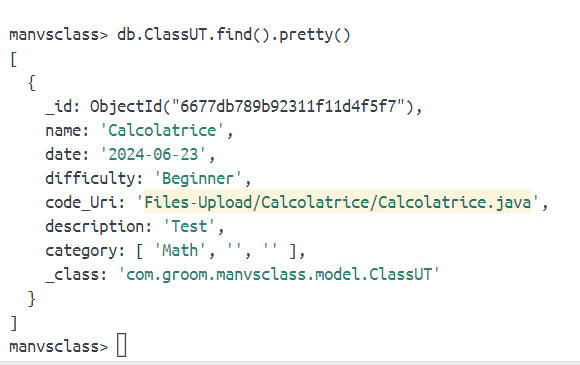 manvsclass> db.ClassUT.find().pretty()
[
  {
    _id: ObjectId("6677db789b92311f11d4f5f7"),
    name: 'Calcolatrice',
    date: '2024-06-23',
    difficulty: 'Beginner',
    code_Uri: 'Files-Upload/Calcolatrice/Calcolatrice.java',
    description: 'Test',
    category: [ 'Math', '', '' ],
    _class: 'com.groom.manvsclass.model.ClassUT'
  }
]
manvsclass>